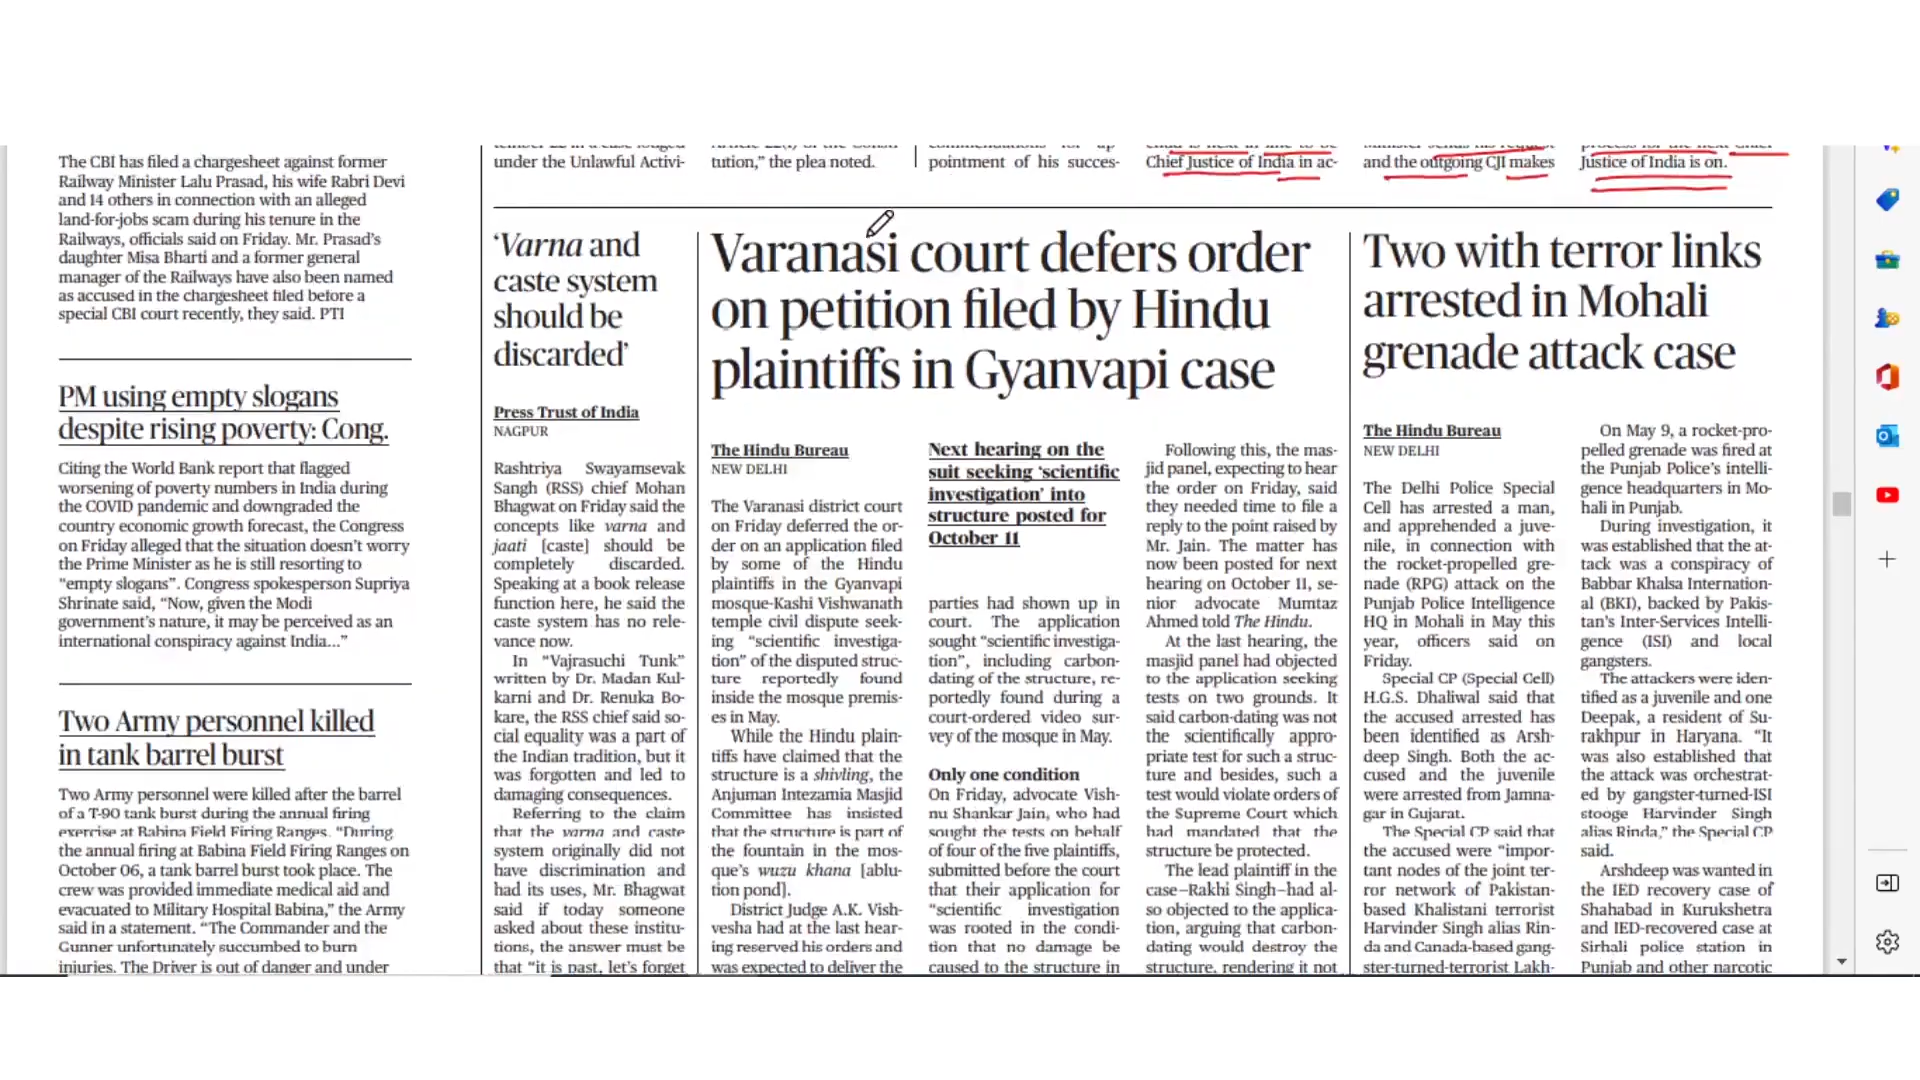 The CBI has filed a chargesheet against former
Railway Minister Lalu Prasad, his wife Rabri Devi
and 14 others in connection with an alleged
land-for-jobs scam during his tenure in the
Railways, officials said on Friday. Mr. Prasad's
daughter Misa Bharti and a former general
manager of the Railways have also been named
as accused in the chargesheet filed before a
special CBI court recently, they said. PTI
PM using empty slogans
despite rising poverty: Cong.
Citing the World Bank report that flagged
worsening of poverty numbers in India during
the COVID pandemic and downgraded the
country economic growth forecast, the Congress
on Friday alleged that the situation doesn't worry
the Prime Minister as he is still resorting to
"empty slogans". Congress spokesperson Supriya
Shrinate said, "Now, given the Modi
government's nature, it may be perceived as an
international conspiracy against India..."
Two Army personnel killed
in tank barrel burst
Two Army personnel were killed after the barrel
of a T-90 tank burst during the annual firing
exercise at Babina Field Firing Ranges. "During
the annual firing at Babina Field Firing Ranges on
October 06, a tank barrel burst took place. The
crew was provided immediate medical aid and
evacuated to Military Hospital Babina," the Army
said in a statement. "The Commander and the
Gunner unfortunately succumbed to burn
injuries. The Driver is out of danger and under
under the Unlawful Activi-
tution," the plea noted.
pointment of his succes-
Chief Justice of India in ac-
and the outgoing CJI makes
Justice of India is on.
'Varna and
caste system
should be
discarded'
Press Trust of India
NAGPUR
Rashtriya Swayamsevak
Sangh (RSS) chief Mohan
Bhagwat on Friday said the
concepts like varna and
jaati [caste] should be
completely discarded.
Speaking at a book release
function here, he said the
caste system has no rele-
vance now.
In "Vajrasuchi Tunk"
written by Dr. Madan Kul-
karni and Dr. Renuka Bo-
kare, the RSS chief said so-
cial equality was a part of
the Indian tradition, but it
was forgotten and led to
damaging consequences.
Referring to the claim
that the varna and caste
system originally did not
have discrimination and
had its uses, Mr. Bhagwat
said if today someone
asked about these institu-
tions, the answer must be
that "it is past, let's forget
Varanasi court defers order
on petition filed by Hindu
plaintiffs in Gyanvapi case
The Hindu Bureau
NEW DELHI
The Varanasi district court
on Friday deferred the or-
der on an application filed
by some of the Hindu
plaintiffs in the Gyanvapi
mosque-Kashi Vishwanath
temple civil dispute seek-
ing "scientific investiga-
tion" of the disputed struc-
ture reportedly found
inside the mosque premis-
es in May.
While the Hindu plain-
tiffs have claimed that the
structure is a shivling, the
Anjuman Intezamia Masjid
Committee has insisted
that the structure is part of
the fountain in the mos-
que's wuzu khana [ablu-
tion pond].
District Judge A.K. Vish-
vesha had at the last hear-
ing reserved his orders and
was expected to deliver the
Next hearing on the
suit seeking 'scientific
investigation' into
structure posted for
October 11
parties had shown up in
court. The application
sought "scientific investiga-
tion", including carbon-
dating of the structure, re-
portedly found during a
court-ordered video sur-
vey of the mosque in May.
Only one condition
On Friday, advocate Vish-
nu Shankar Jain, who had
sought the tests on behalf
of four of the five plaintiffs,
submitted before the court
that their application for
"scientific investigation
was rooted in the condi-
tion that no damage be
caused to the structure in
Following this, the mas-
jid panel, expecting to hear
the order on Friday, said
they needed time to file a
reply to the point raised by
Mr. Jain. The matter has
now been posted for next
hearing on October 11, se-
nior advocate Mumtaz
Ahmed told The Hindu.
At the last hearing, the
masjid panel had objected
to the application seeking
tests on two grounds. It
said carbon-dating was not
the scientifically appro-
priate test for such a struc-
ture and besides, such a
test would violate orders of
the Supreme Court which
had mandated that the
structure be protected.
The lead plaintiff in the
case—Rakhi Singh—had al-
so objected to the applica-
tion, arguing that carbon-
dating would destroy the
structure, rendering it not
Two with terror links
arrested in Mohali
grenade attack case
The Hindu Bureau
NEW DELHI
The Delhi Police Special
Cell has arrested a man,
and apprehended a juve-
nile, in connection with
the rocket-propelled gre-
nade (RPG) attack on the
Punjab Police Intelligence
HQ in Mohali in May this
year, officers said on
Friday.
Special CP (Special Cell)
H.G.S. Dhaliwal said that
the accused arrested has
been identified as Arsh-
deep Singh. Both the ac-
cused and the juvenile
were arrested from Jamna-
gar in Gujarat.
The Special CP said that
the accused were "impor-
tant nodes of the joint ter-
ror network of Pakistan-
based Khalistani terrorist
Harvinder Singh alias Rin-
da and Canada-based gang-
ster-turned-terrorist Lakh-
On May 9, a rocket-pro-
pelled grenade was fired at
the Punjab Police's intelli-
gence headquarters in Mo-
hali in Punjab.
During investigation, it
was established that the at-
tack was a conspiracy of
Babbar Khalsa Internation-
al (BKI), backed by Pakis-
tan's Inter-Services Intelli-
gence (ISI) and local
gangsters.
The attackers were iden-
tified as a juvenile and one
Deepak, a resident of Su-
rakhpur in Haryana. "It
was also established that
the attack was orchestrat-
ed by gangster-turned-ISI
stooge Harvinder Singh
alias Rinda," the Special CP
said.
Arshdeep was wanted in
the IED recovery case of
Shahabad in Kurukshetra
and IED-recovered case at
Sirhali police station in
Punjab and other narcotic